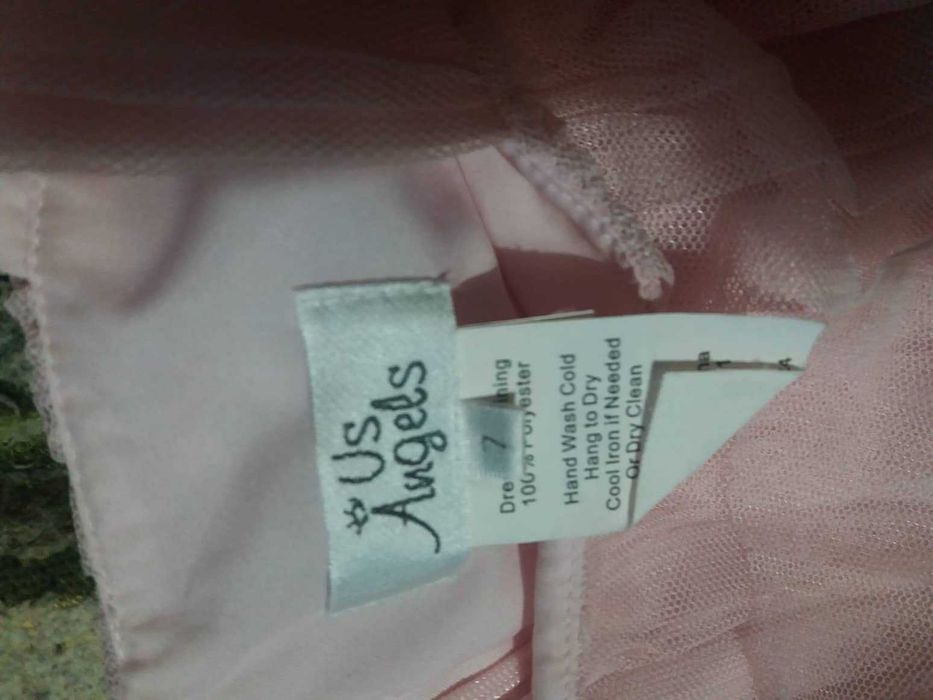 US
Angels
7
100% Polyester
Hand Wash Cold
Hang to Dry
Cool Iron if Needed
Or Dry Clean